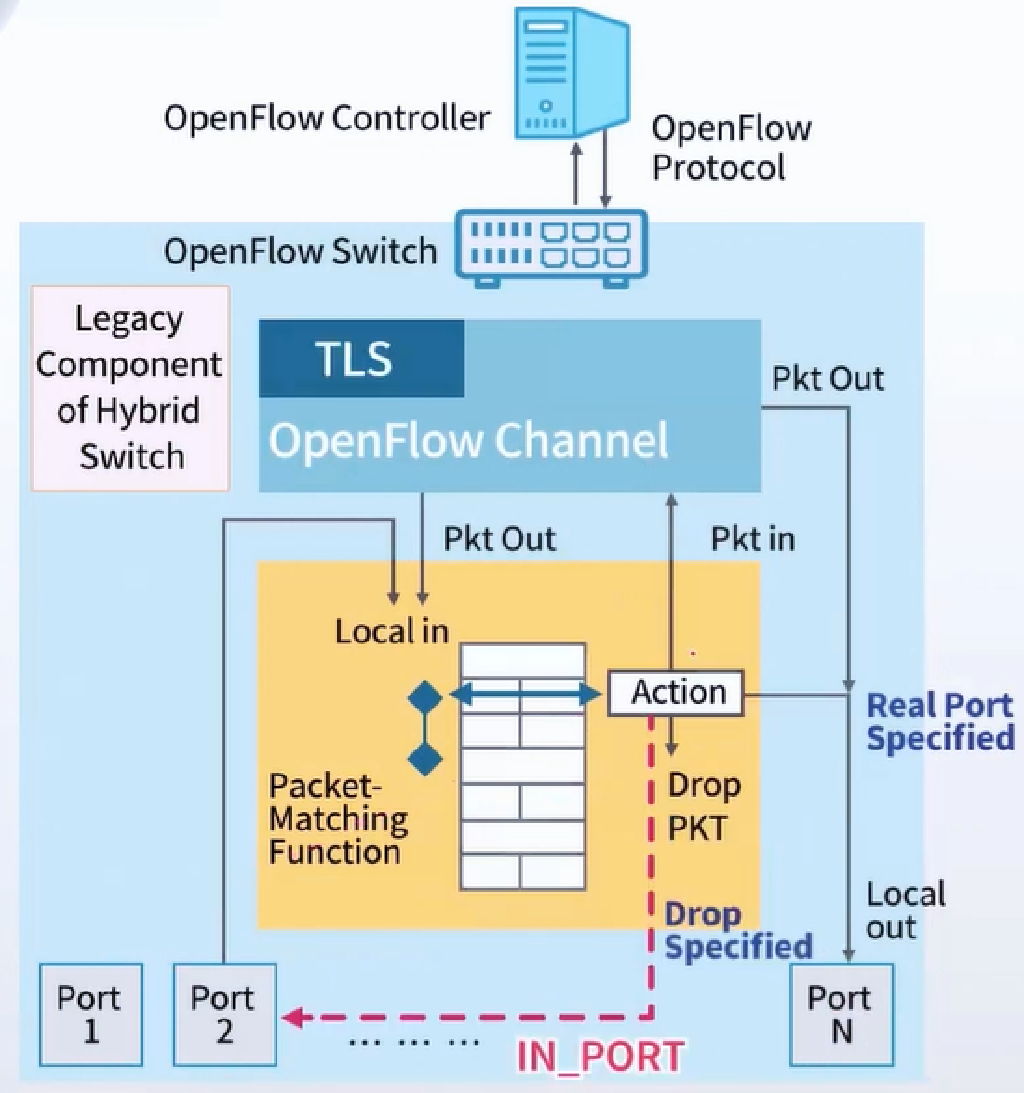 OpenFlow Controller
OpenFlow
Protocol
OpenFlow Switch
Legacy
Component
of Hybrid
Switch
TLS
OpenFlow Channel
Pkt Out
Pkt Out
Pkt in
Local in
Action
Real Port
Specified
Packet-
Matching
Function
Drop
PKT
Drop
Specified
Local
out
Port
1
Port
2
... ... ...
IN_PORT
Port
N